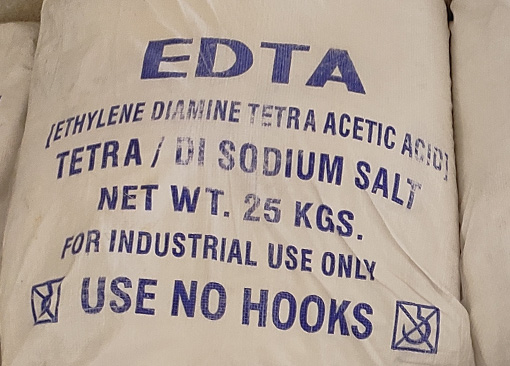 EDTA
[ETHYLENE DIAMINE TETRA ACETIC ACID]
TETRA / DI SODIUM SALT
NET WT. 25 KGS.
FOR INDUSTRIAL USE ONLY
USE NO HOOKS